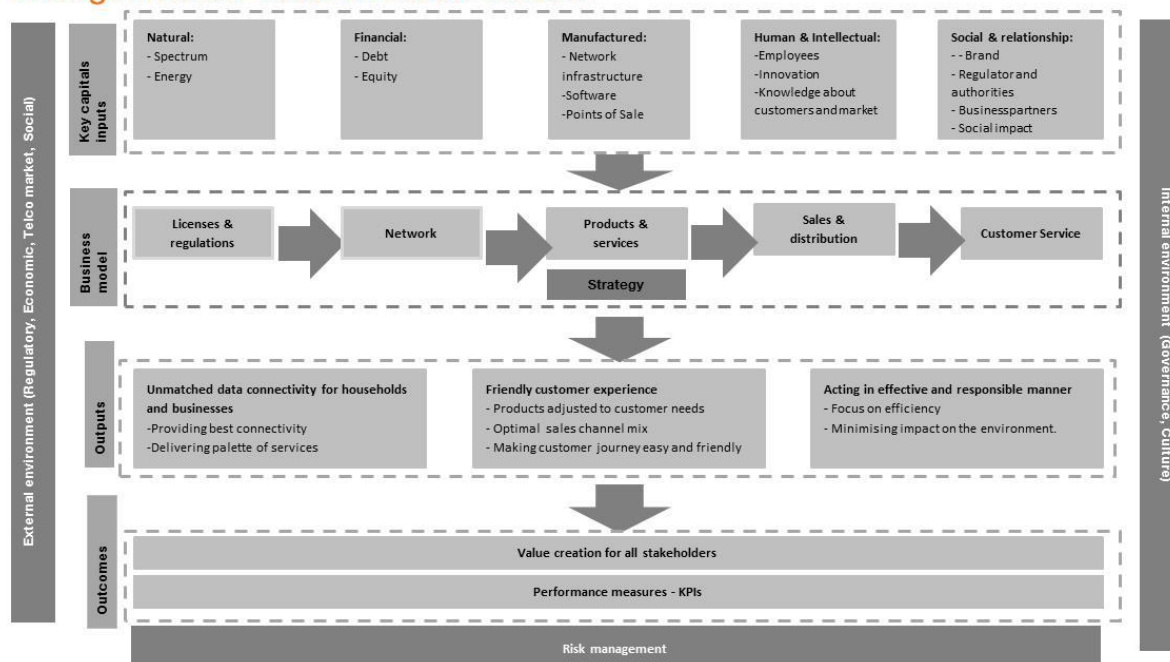 External environment (Regulatory, Economic, Telco market, Social)
Key capitals
inputs
Natural:
- Spectrum
- Energy
Financial:
- Debt
- Equity
Manufactured:
- Network
infrastructure
-Software
-Points of Sale
Human & Intellectual:
-Employees
-Innovation
-Knowledge about
customers and market
Social & relationship:
- - Brand
- Regulator and
authorities
- Businesspartners
- Social impact
Business
model
Licenses &
regulations
Network
Products &
services
Strategy
Sales &
distribution
Customer Service
Outputs
Unmatched data connectivity for households
and businesses
-Providing best connectivity
-Delivering palette of services
Friendly customer experience
- Products adjusted to customer needs
- Optimal sales channel mix
- Making customer journey easy and friendly
Acting in effective and responsible manner
- Focus on efficiency
- Minimising impact on the environment.
Outcomes
Value creation for all stakeholders
Performance measures - KPIs
Risk management
Internal environment (Governance, Culture)